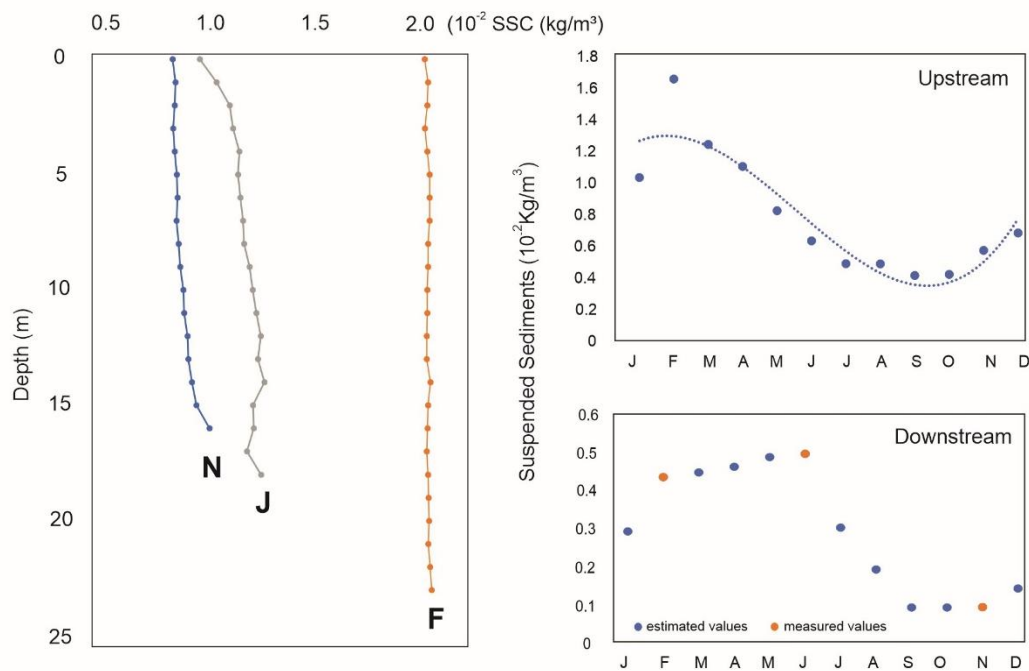 0.5 1.0 1.5 2.0 (10⁻² SSC (kg/m³)
0
5
10
15
20
25
Depth (m)
N
J
F
Suspended Sediments (10⁻²Kg/m³)
Upstream
1.8
1.6
1.4
1.2
1.0
0.8
0.6
0.4
0.2
0
J F M A M J J A S O N D
Downstream
0.6
0.5
0.4
0.3
0.2
0.1
0
estimated values measured values
J F M A M J J A S O N D